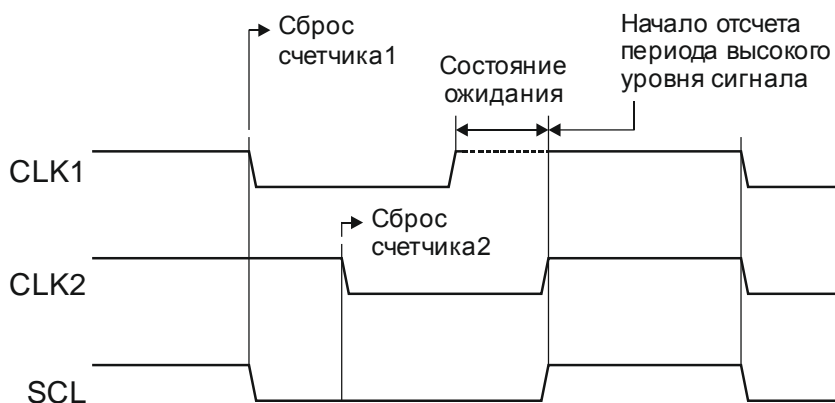 Сброс
счетчика1
Состояние
ожидания
Начало отсчета
периода высокого
уровня сигнала
CLK1
Сброс
счетчика2
CLK2
SCL